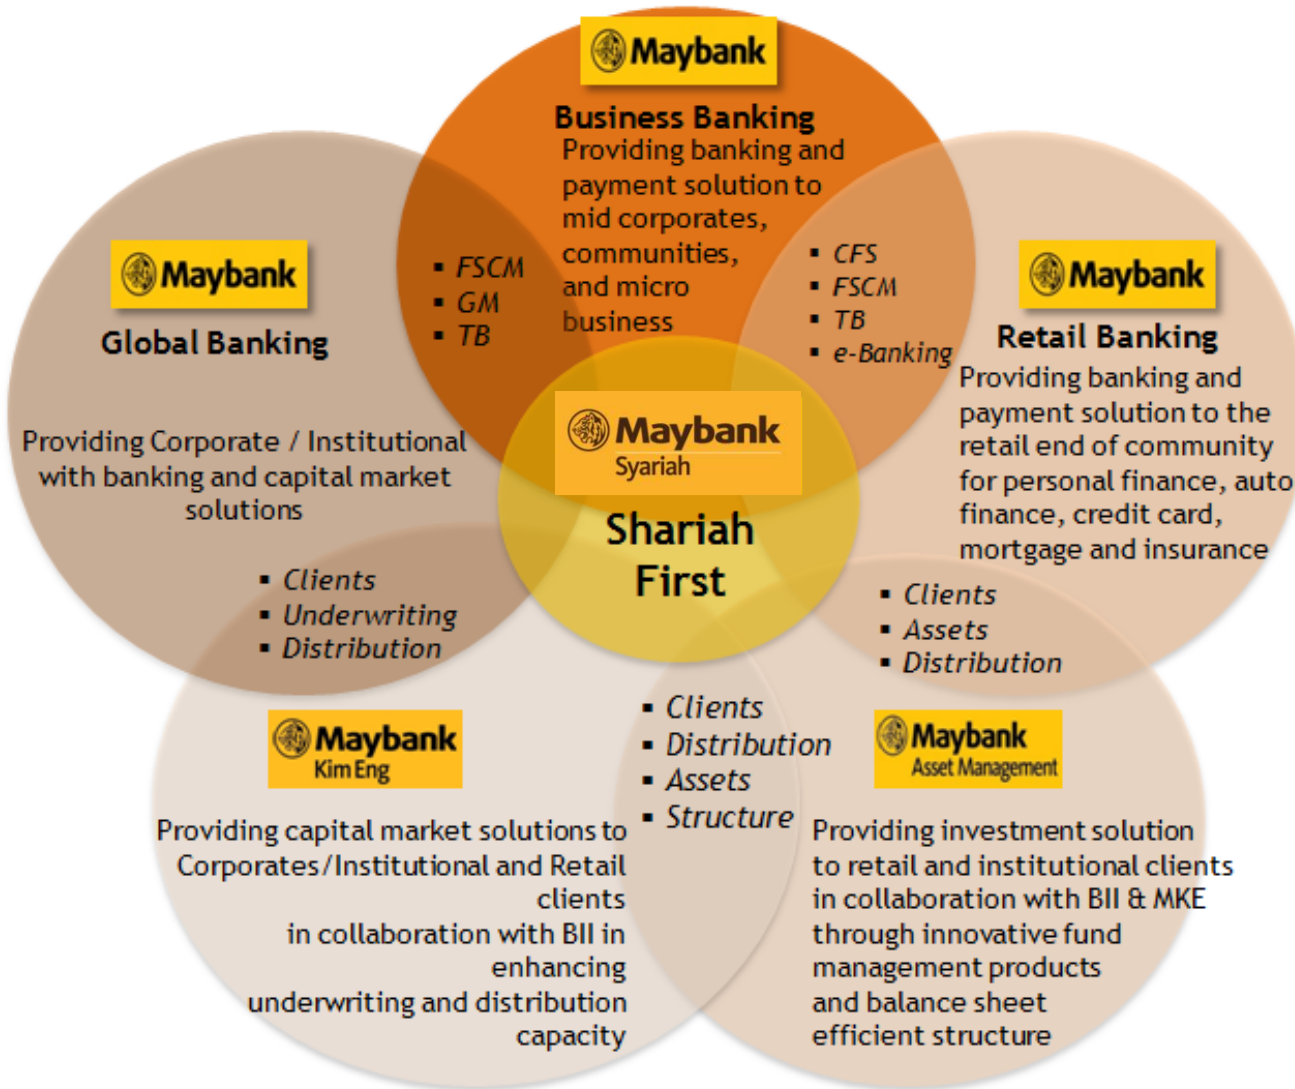 Maybank
Business Banking
Providing banking and
payment solution to
mid corporates,
communities,
and micro
business
Maybank
Global Banking
Providing Corporate / Institutional
with banking and capital market
solutions
▪ FSCM
▪ GM
▪ TB
▪ CFS
▪ FSCM
▪ TB
▪ e-Banking
Maybank
Retail Banking
Providing banking and
payment solution to the
retail end of community
for personal finance, auto
finance, credit card,
mortgage and insurance
Maybank
Syariah
Shariah
First
▪ Clients
▪ Underwriting
▪ Distribution
▪ Clients
▪ Assets
▪ Distribution
▪ Clients
▪ Distribution
▪ Assets
▪ Structure
Maybank
Kim Eng
Providing capital market solutions to
Corporates/Institutional and Retail
clients
in collaboration with BII in
enhancing
underwriting and distribution
capacity
Maybank
Asset Management
Providing investment solution
to retail and institutional clients
in collaboration with BII & MKE
through innovative fund
management products
and balance sheet
efficient structure